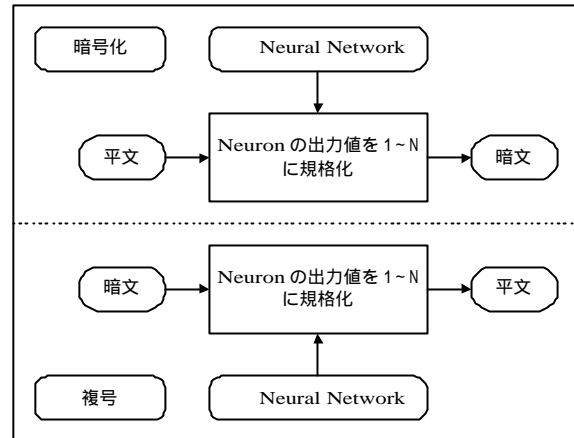 暗号化
Neural Network
平文
Neuron の出力値を 1~N
に規格化
暗文
暗文
Neuron の出力値を 1~N
に規格化
平文
複号
Neural Network